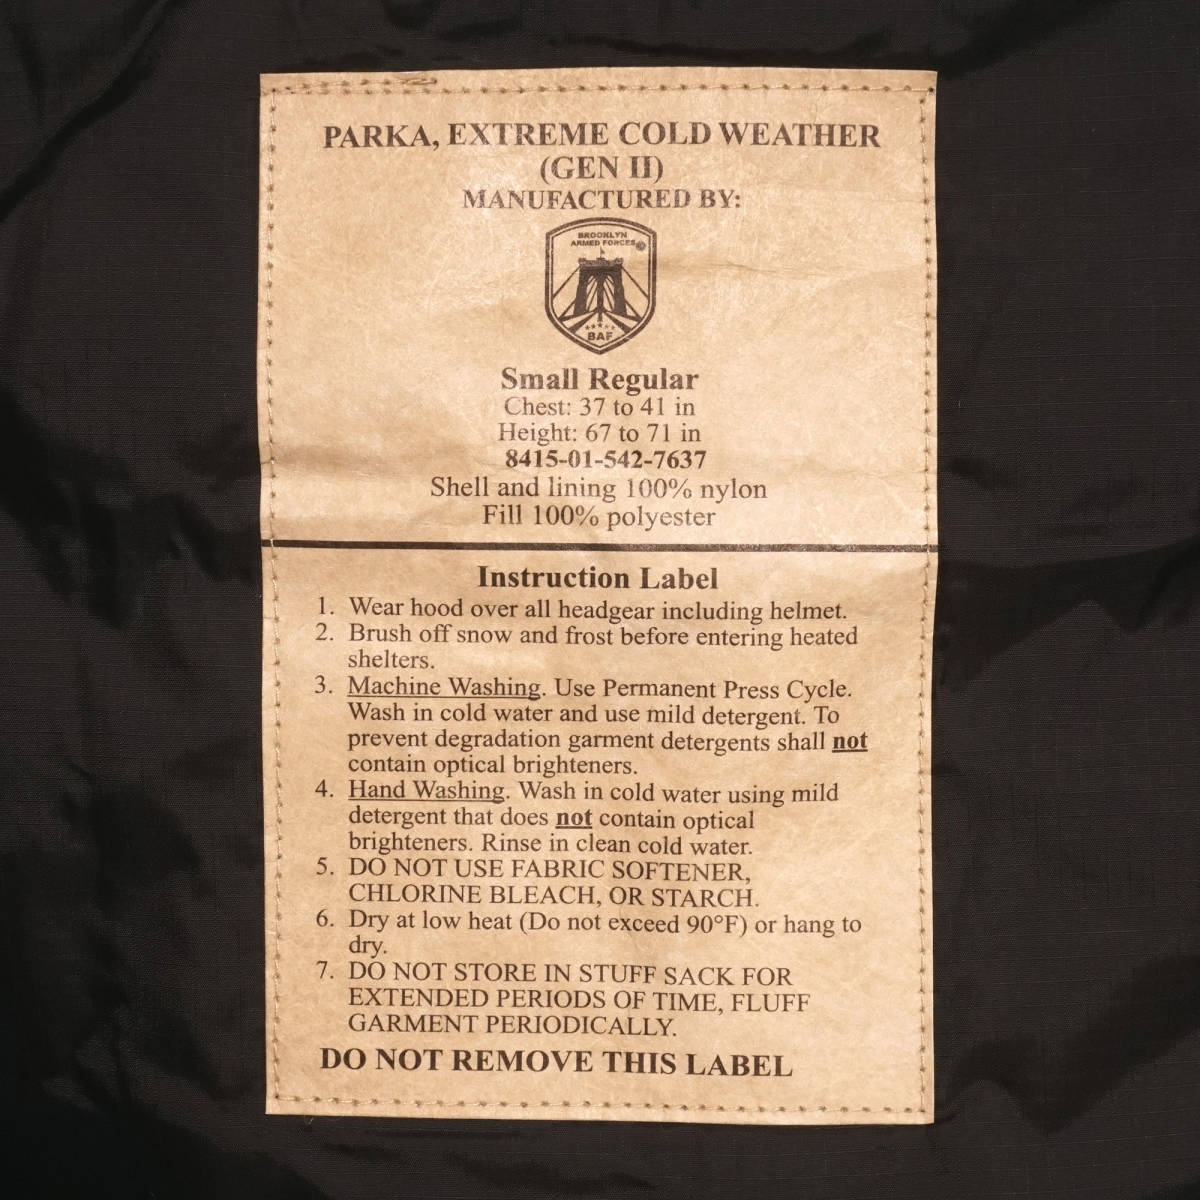 PARKA, EXTREME COLD WEATHER
(GEN II)
MANUFACTURED BY:
BROOKLYN
ARMED FORCES
BAF
Small Regular
Chest: 37 to 41 in
Height: 67 to 71 in
8415-01-542-7637
Shell and lining 100% nylon
Fill 100% polyester
Instruction Label
1. Wear hood over all headgear including helmet.
2. Brush off snow and frost before entering heated
shelters.
3. Machine Washing. Use Permanent Press Cycle.
Wash in cold water and use mild detergent. To
prevent degradation garment detergents shall not
contain optical brighteners.
4. Hand Washing. Wash in cold water using mild
detergent that does not contain optical
brighteners. Rinse in clean cold water.
5. DO NOT USE FABRIC SOFTENER,
CHLORINE BLEACH, OR STARCH.
6. Dry at low heat (Do not exceed 90°F) or hang to
dry.
7. DO NOT STORE IN STUFF SACK FOR
EXTENDED PERIODS OF TIME, FLUFF
GARMENT PERIODICALLY.
DO NOT REMOVE THIS LABEL